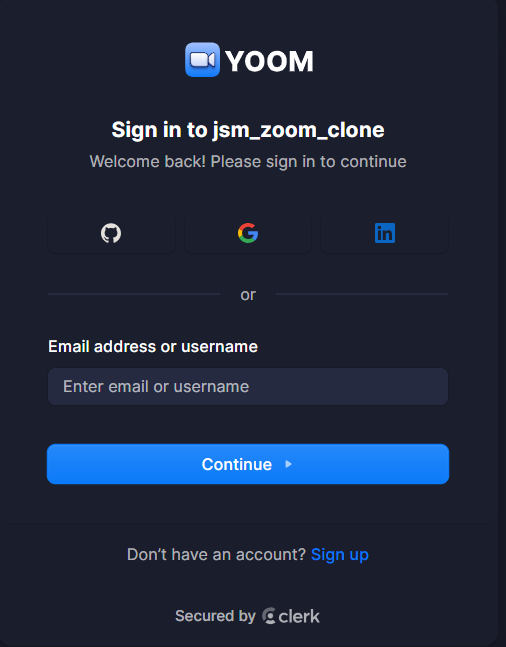 YOOM
Sign in to jsm_zoom_clone
Welcome back! Please sign in to continue
in
or
Email address or username
Enter email or username
Continue
Don’t have an account? Sign up
Secured by clerk